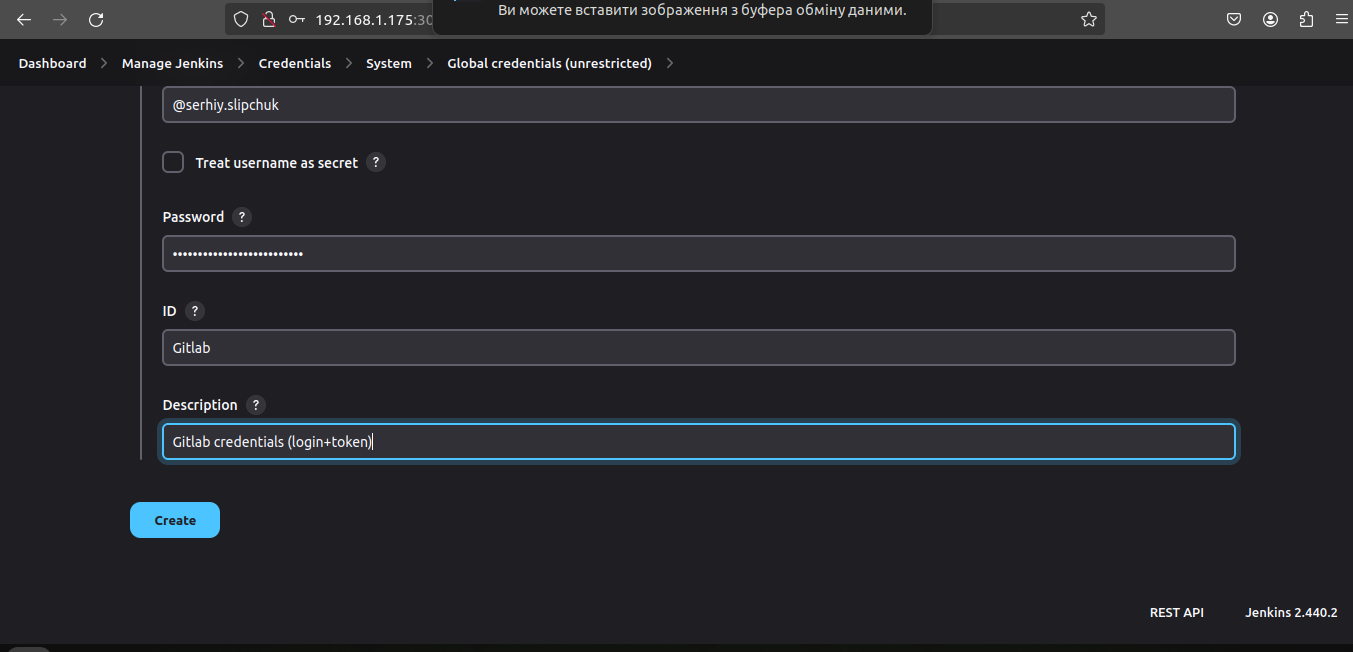 Ви можете вставити зображення з буфера обміну даними.
192.168.1.175:30
Dashboard > Manage Jenkins > Credentials > System > Global credentials (unrestricted) >
@serhiy.slipchuk
Treat username as secret ?
Password ?
••••••••••••••••••••••••••
ID ?
Gitlab
Description ?
Gitlab credentials (login+token)
Create
REST API Jenkins 2.440.2